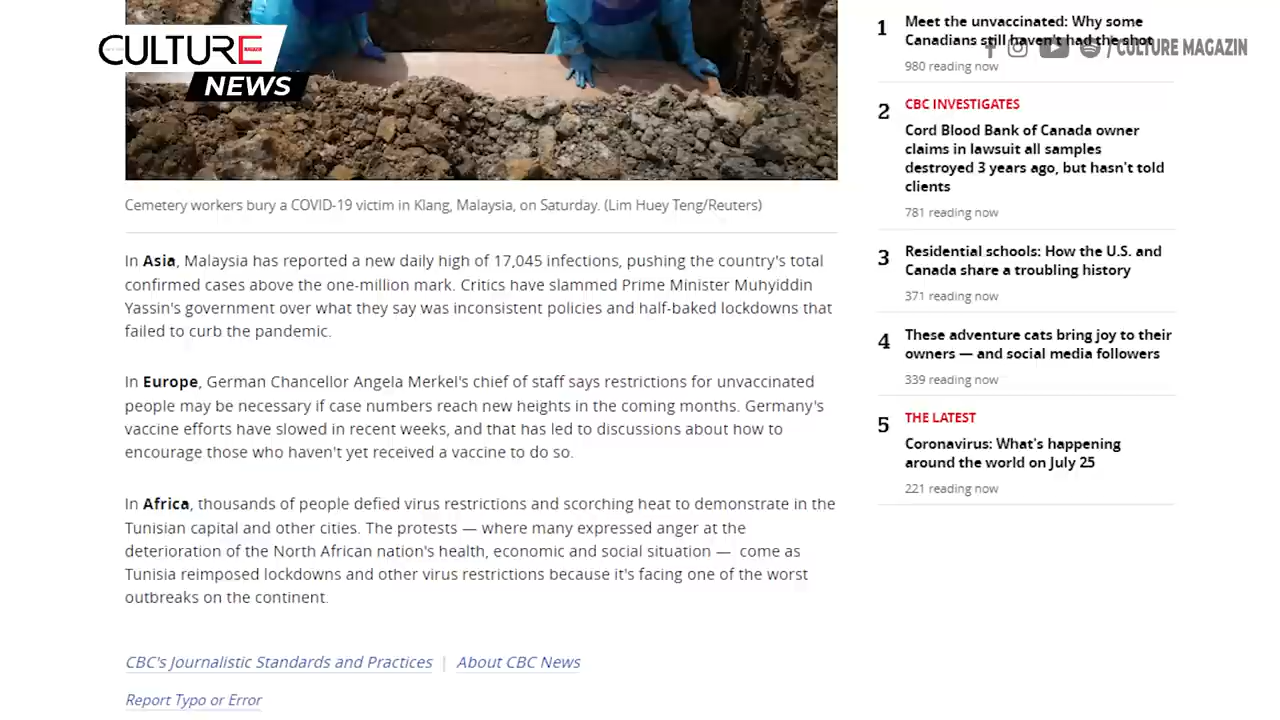 CULTURE
NEWS
Cemetery workers bury a COVID-19 victim in Klang, Malaysia, on Saturday. (Lim Huey Teng/Reuters)
In Asia, Malaysia has reported a new daily high of 17,045 infections, pushing the country's total
confirmed cases above the one-million mark. Critics have slammed Prime Minister Muhyiddin
Yassin's government over what they say was inconsistent policies and half-baked lockdowns that
failed to curb the pandemic.
In Europe, German Chancellor Angela Merkel's chief of staff says restrictions for unvaccinated
people may be necessary if case numbers reach new heights in the coming months. Germany's
vaccine efforts have slowed in recent weeks, and that has led to discussions about how to
encourage those who haven't yet received a vaccine to do so.
In Africa, thousands of people defied virus restrictions and scorching heat to demonstrate in the
Tunisian capital and other cities. The protests — where many expressed anger at the
deterioration of the North African nation's health, economic and social situation — come as
Tunisia reimposed lockdowns and other virus restrictions because it's facing one of the worst
outbreaks on the continent.
CBC's Journalistic Standards and Practices | About CBC News
Report Typo or Error
1 Meet the unvaccinated: Why some
Canadians still haven't had the shot
/ CULTURE MAGAZIN
980 reading now
2 CBC INVESTIGATES
Cord Blood Bank of Canada owner
claims in lawsuit all samples
destroyed 3 years ago, but hasn't told
clients
781 reading now
3 Residential schools: How the U.S. and
Canada share a troubling history
371 reading now
4 These adventure cats bring joy to their
owners — and social media followers
339 reading now
5 THE LATEST
Coronavirus: What's happening
around the world on July 25
221 reading now